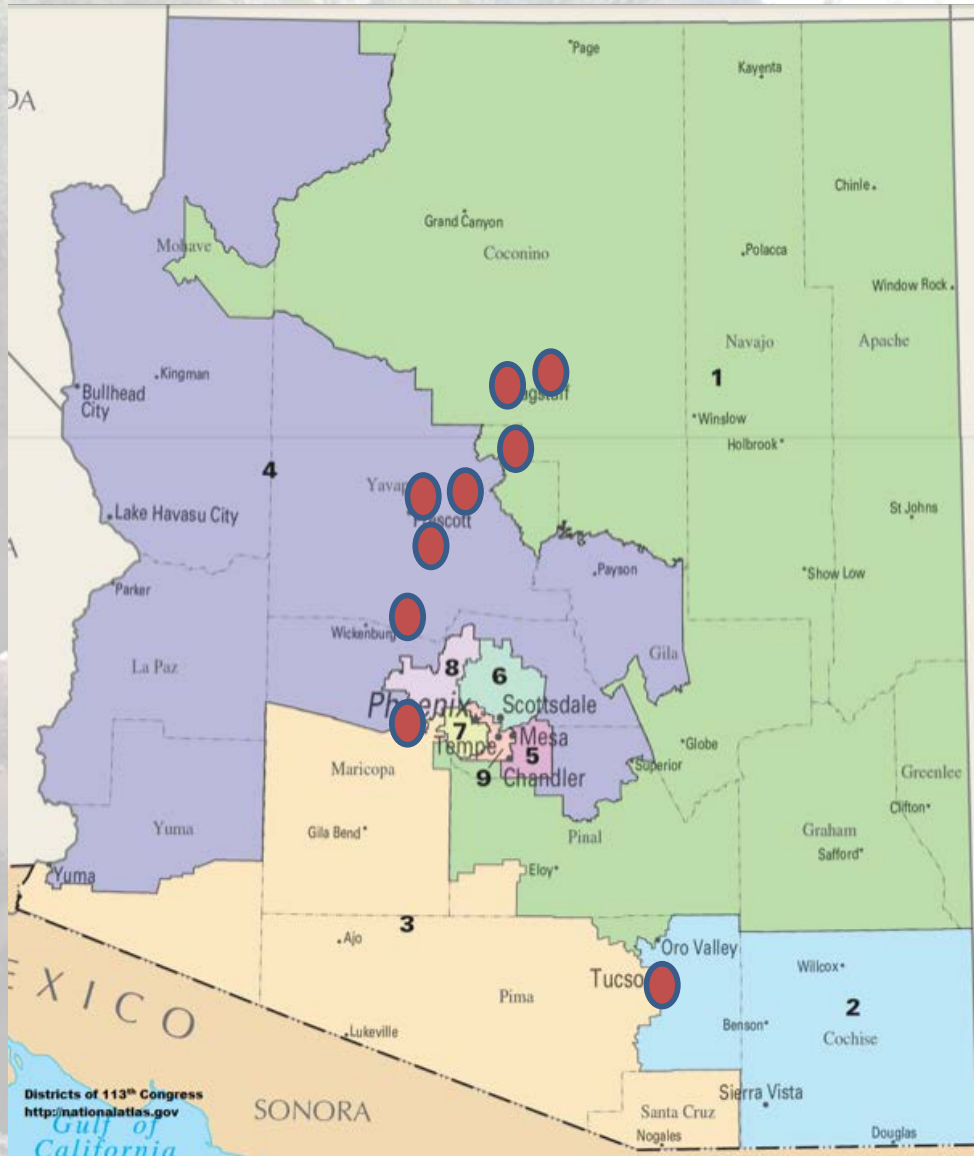 Page
Kayenta
DA
Chinle
Grand Canyon
Mohave
Coconino
Polacca
Window Rock
Navajo
Apache
Kingman
1
Bullhead
City
Winslow
Holbrook
4
Lake Havasu City
St Johns
Parker
Payson
Show Low
Wickenburg
La Paz
Gila
8
6
Phoenix
Scottsdale
7
Mesa
Tempe
5
Globe
Maricopa
9
Chandler
Superior
Greenlee
Clifton
Yuma
Gila Bend
Pinal
Graham
Safford
Eloy
Yuma
3
Ajo
Oro Valley
Willcox
EXICO
Pima
2
Benson
Cochise
Lukeville
Sierra Vista
Districts of 113th Congress
http://nationalatlas.gov
SONORA
Santa Cruz
Gulf of
California
Nogales
Douglas